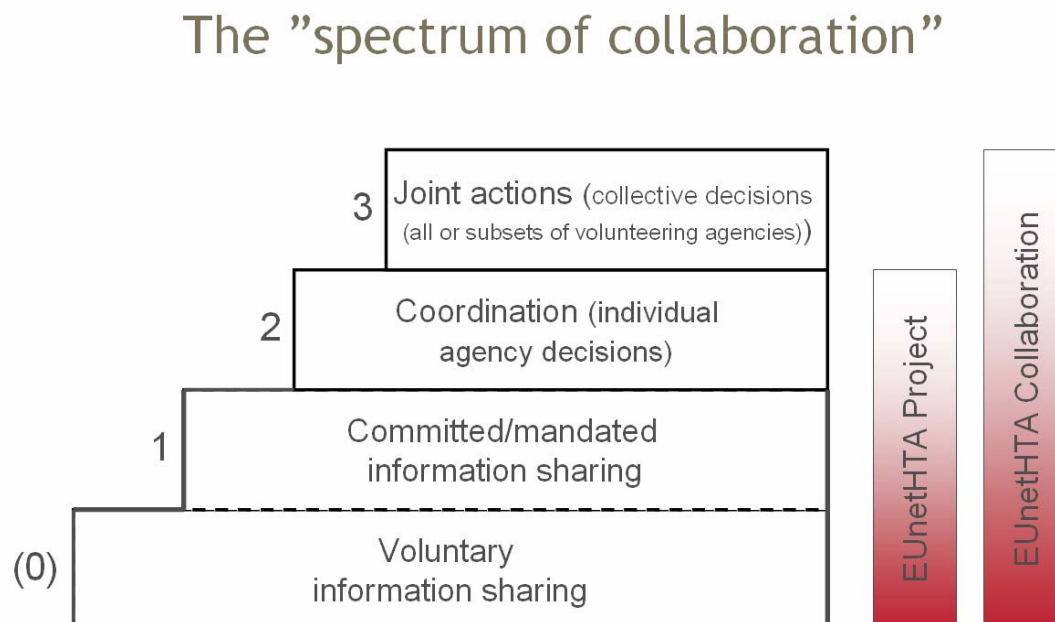 The ”spectrum of collaboration”
3
Joint actions (collective decisions
(all or subsets of volunteering agencies))
2
Coordination (individual
agency decisions)
1
Committed/mandated
information sharing
(0)
Voluntary
information sharing
EUnetHTA Project
EUnetHTA Collaboration